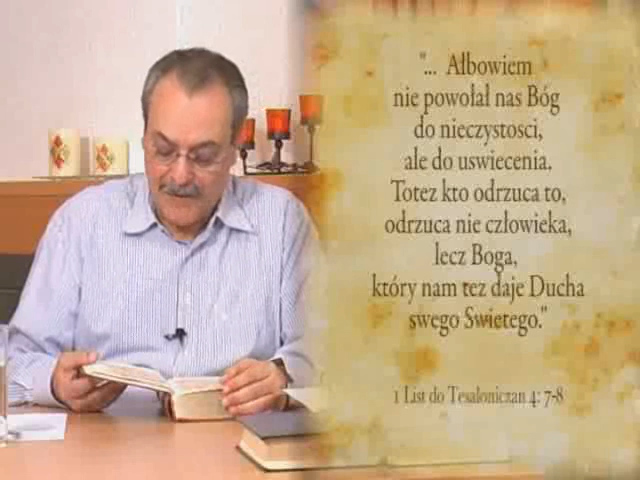 "... Ałbowiem
nie powołał nas Bóg
do nieczystosci,
ale do uswiecenia.
Totez kto odrzuca to,
odrzuca nie człowieka,
lecz Boga,
który nam tez daje Ducha
swego Swietego."
1 List do Tesaloniczan 4: 7-8